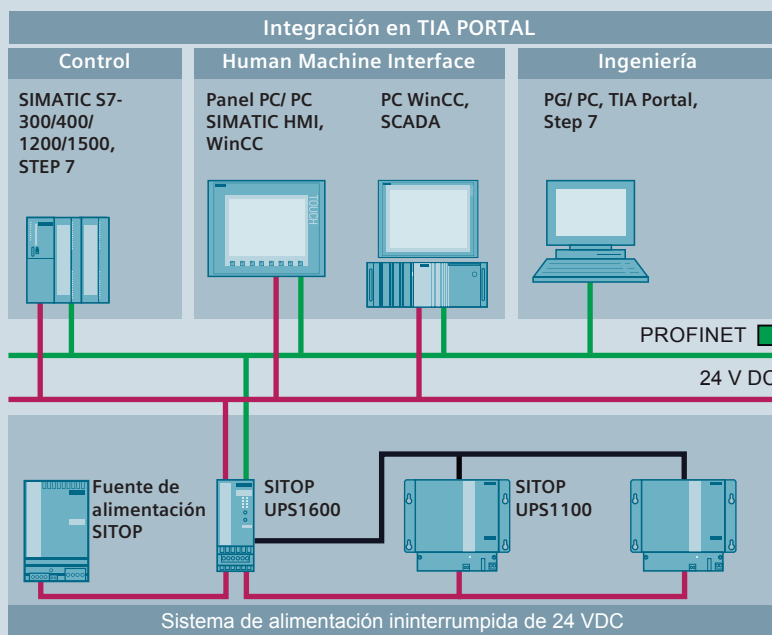 Integración en TIA PORTAL
Control
Human Machine Interface
Ingeniería
SIMATIC S7-
300/400/
1200/1500,
STEP 7
Panel PC/ PC
SIMATIC HMI,
WinCC
PC WinCC,
SCADA
PG/ PC, TIA Portal,
Step 7
TOUCH
PROFINET
24 V DC
Fuente de
alimentación
SITOP
SITOP
UPS1600
SITOP
UPS1100
Sistema de alimentación ininterrumpida de 24 VDC